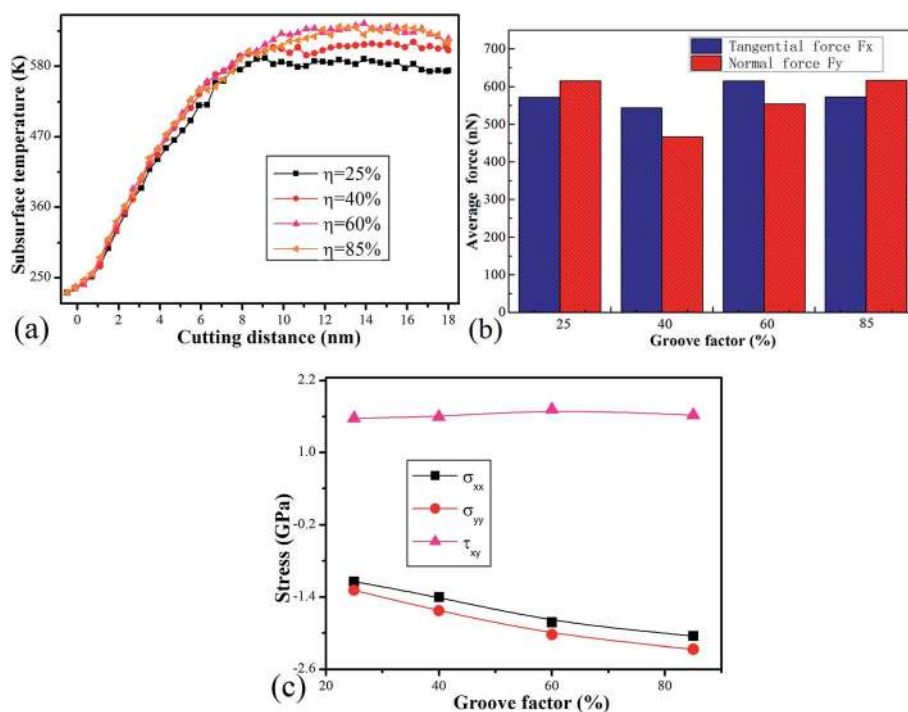 Subsurface temperature (K)
580
470
360
250
η=25%
η=40%
η=60%
η=85%
0 2 4 6 8 10 12 14 16 18
Cutting distance (nm)
(a)
Average force (nN)
700
600
500
400
300
200
100
0
Tangential force Fx
Normal force Fy
25 40 60 85
Groove factor (%)
(b)
Stress (GPa)
2.2
1.0
-0.2
-1.4
-2.6
σxx
σyy
τxy
20 40 60 80
Groove factor (%)
(c)